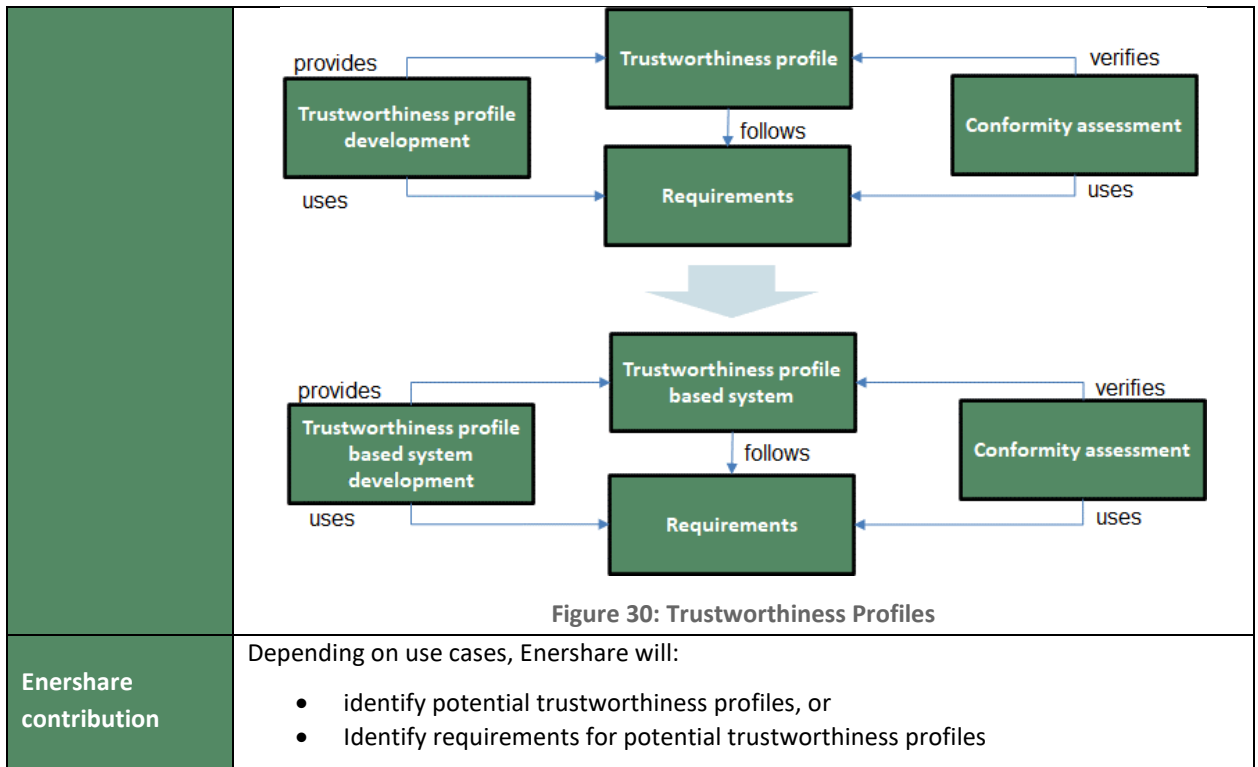 provides
Trustworthiness profile
verifies
Trustworthiness profile
development
Conformity assessment
follows
uses
Requirements
uses
provides
Trustworthiness profile
based system
verifies
Trustworthiness profile
based system
development
Conformity assessment
follows
uses
Requirements
uses
Figure 30: Trustworthiness Profiles
Enershare
contribution
Depending on use cases, Enershare will:
• identify potential trustworthiness profiles, or
• Identify requirements for potential trustworthiness profiles